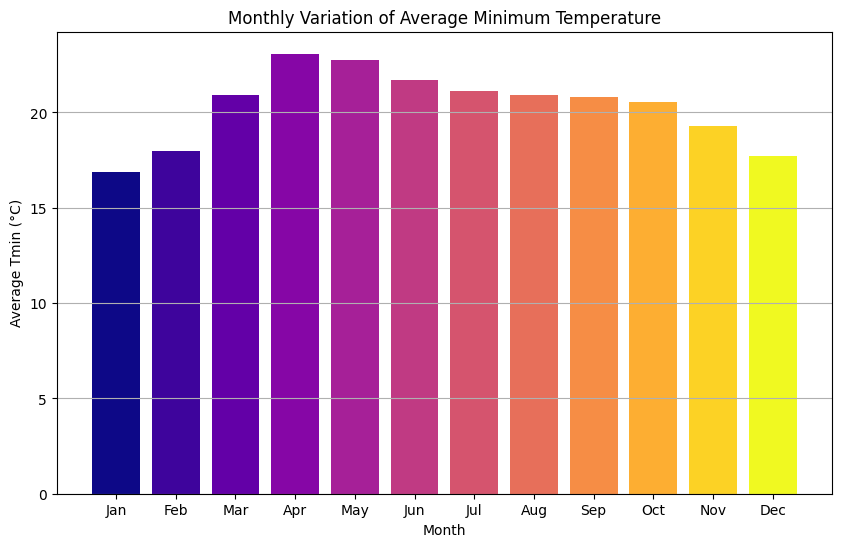 Monthly Variation of Average Minimum Temperature
Average Tmin (°C)
20
15
10
5
0
Jan Feb Mar Apr May Jun Jul Aug Sep Oct Nov Dec
Month